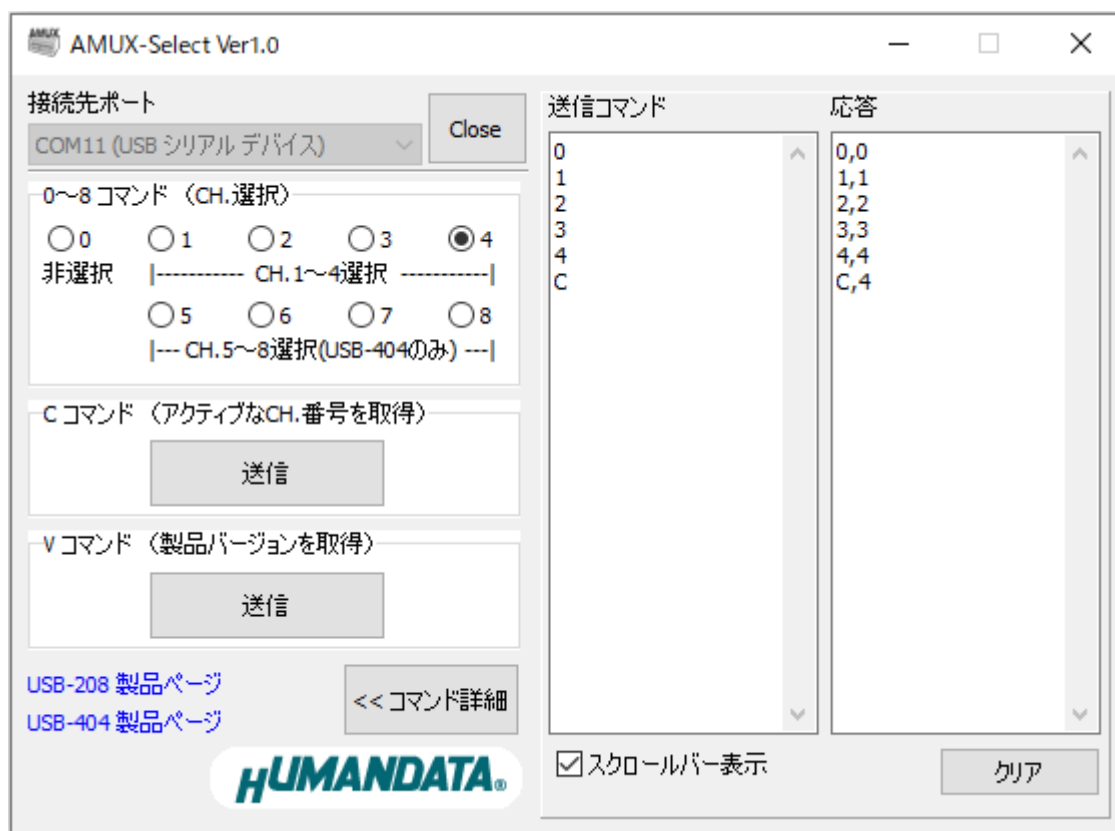 AMUX-Select Ver1.0
接続先ポート
COM11 (USB シリアル デバイス)
Close
0～8 コマンド （CH.選択）
0 1 2 3 4
非選択 |------------ CH.1～4選択 -----------|
5 6 7 8
|--- CH.5～8選択(USB-404のみ) ---|
C コマンド （アクティブなCH.番号を取得）
送信
V コマンド （製品バージョンを取得）
送信
USB-208 製品ページ
USB-404 製品ページ
<< コマンド詳細
HUMANDATA®
送信コマンド
0
1
2
3
4
C
応答
0,0
1,1
2,2
3,3
4,4
C,4
スクロールバー表示
クリア